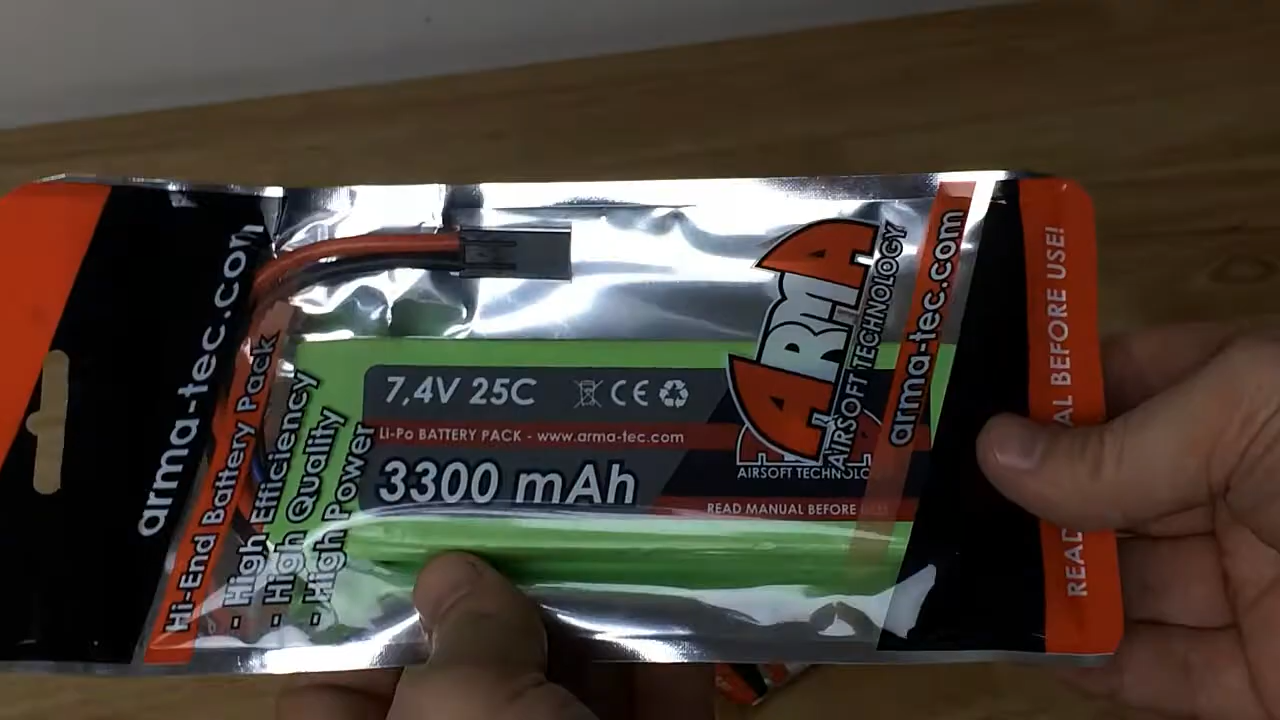 arma-tec.com
Hi-End Battery Pack
- High Efficiency
- High Quality
- High Power
7,4V 25C
CE
Li-Po BATTERY PACK - www.arma-tec.com
3300 mAh
AIRSOFT TECHNOLO
READ MANUAL BEFORE
ARMA
AIRSOFT TECHNOLOGY
arma-tec.com
READ AL BEFORE USE!